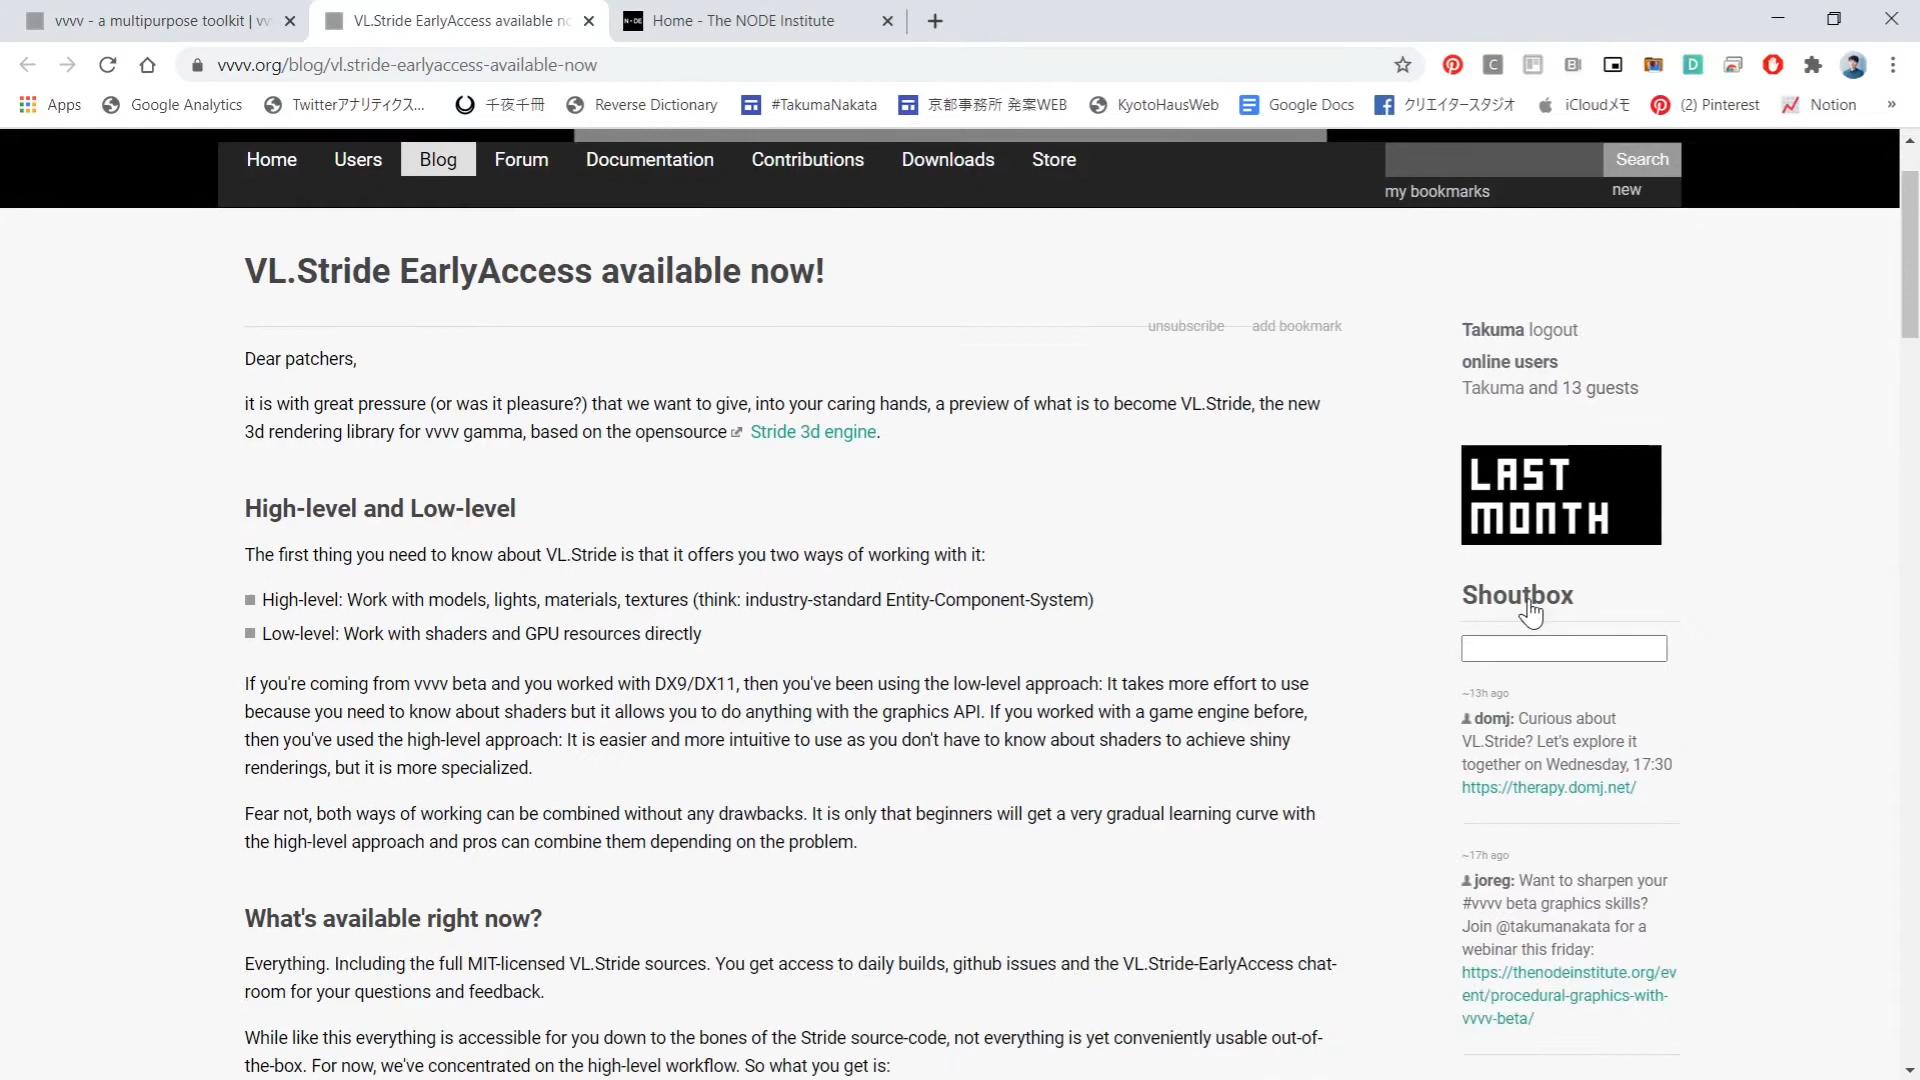 vvvv - a multipurpose toolkit | vv
VL.Stride EarlyAccess available no
NODE
Home - The NODE Institute
vvvv.org/blog/vl.stride-earlyaccess-available-now
Apps
Google Analytics
Twitterアナリティクス...
千夜千冊
Reverse Dictionary
#TakumaNakata
京都事務所 発案WEB
KyotoHausWeb
Google Docs
クリエイタースタジオ
iCloudメモ
(2) Pinterest
Notion
»
Home
Users
Blog
Forum
Documentation
Contributions
Downloads
Store
Search
my bookmarks
new
VL.Stride EarlyAccess available now!
unsubscribe
add bookmark
Dear patchers,
it is with great pressure (or was it pleasure?) that we want to give, into your caring hands, a preview of what is to become VL.Stride, the new
3d rendering library for vvvv gamma, based on the opensource Stride 3d engine.
High-level and Low-level
The first thing you need to know about VL.Stride is that it offers you two ways of working with it:
High-level: Work with models, lights, materials, textures (think: industry-standard Entity-Component-System)
Low-level: Work with shaders and GPU resources directly
If you're coming from vvvv beta and you worked with DX9/DX11, then you've been using the low-level approach: It takes more effort to use
because you need to know about shaders but it allows you to do anything with the graphics API. If you worked with a game engine before,
then you've used the high-level approach: It is easier and more intuitive to use as you don't have to know about shaders to achieve shiny
renderings, but it is more specialized.
Fear not, both ways of working can be combined without any drawbacks. It is only that beginners will get a very gradual learning curve with
the high-level approach and pros can combine them depending on the problem.
What's available right now?
Everything. Including the full MIT-licensed VL.Stride sources. You get access to daily builds, github issues and the VL.Stride-EarlyAccess chat-
room for your questions and feedback.
While like this everything is accessible for you down to the bones of the Stride source-code, not everything is yet conveniently usable out-of-
the-box. For now, we've concentrated on the high-level workflow. So what you get is:
Takuma logout
online users
Takuma and 13 guests
LAST
MONTH
Shoutbox
~13h ago
domj: Curious about
VL.Stride? Let's explore it
together on Wednesday, 17:30
https://therapy.domj.net/
~17h ago
joreg: Want to sharpen your
#vvvv beta graphics skills?
Join @takumanakata for a
webinar this friday:
https://thenodeinstitute.org/ev
ent/procedural-graphics-with-
vvvv-beta/